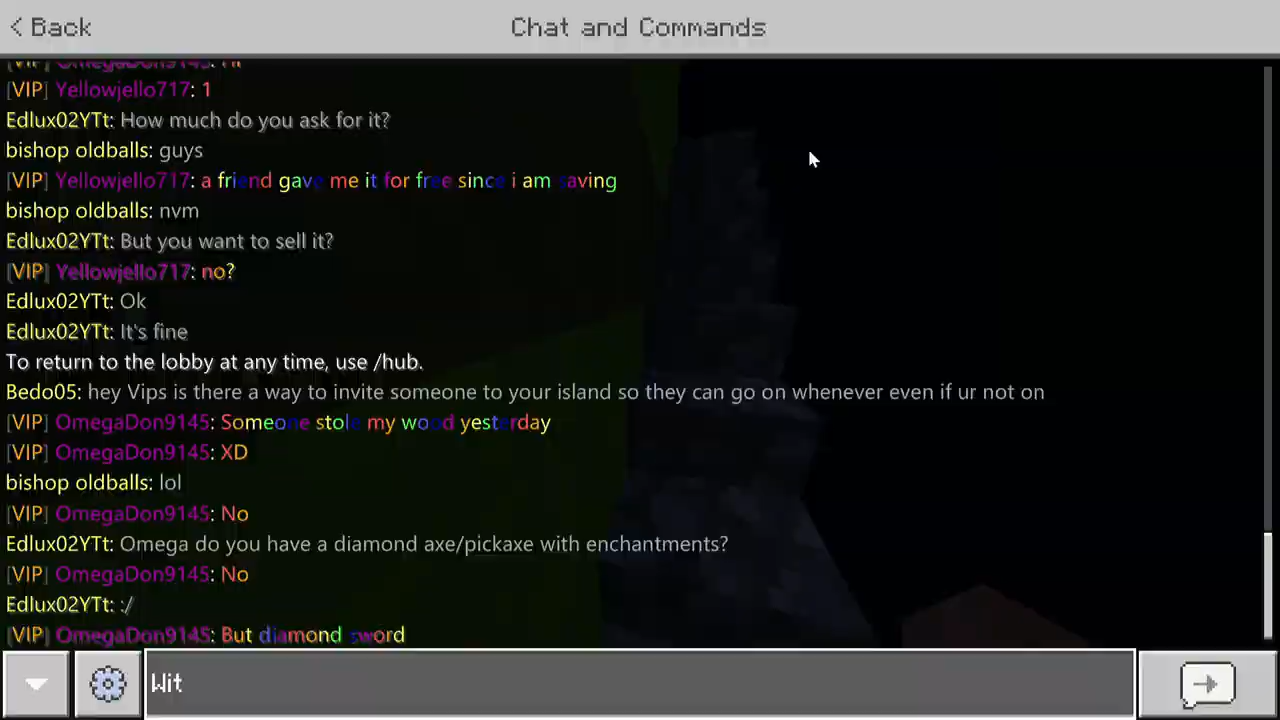 Back
Chat and Commands
[VIP] OmegaDon9145: Hi
[VIP] Yellowjello717: 1
Edlux02YTt: How much do you ask for it?
bishop oldballs: guys
[VIP] Yellowjello717: a friend gave me it for free since i am saving
bishop oldballs: nvm
Edlux02YTt: But you want to sell it?
[VIP] Yellowjello717: no?
Edlux02YTt: Ok
Edlux02YTt: It's fine
To return to the lobby at any time, use /hub.
Bedo05: hey Vips is there a way to invite someone to your island so they can go on whenever even if ur not on
[VIP] OmegaDon9145: Someone stole my wood yesterday
[VIP] OmegaDon9145: XD
bishop oldballs: lol
[VIP] OmegaDon9145: No
Edlux02YTt: Omega do you have a diamond axe/pickaxe with enchantments?
[VIP] OmegaDon9145: No
Edlux02YTt: :/
[VIP] OmegaDon9145: But diamond sword
Wit